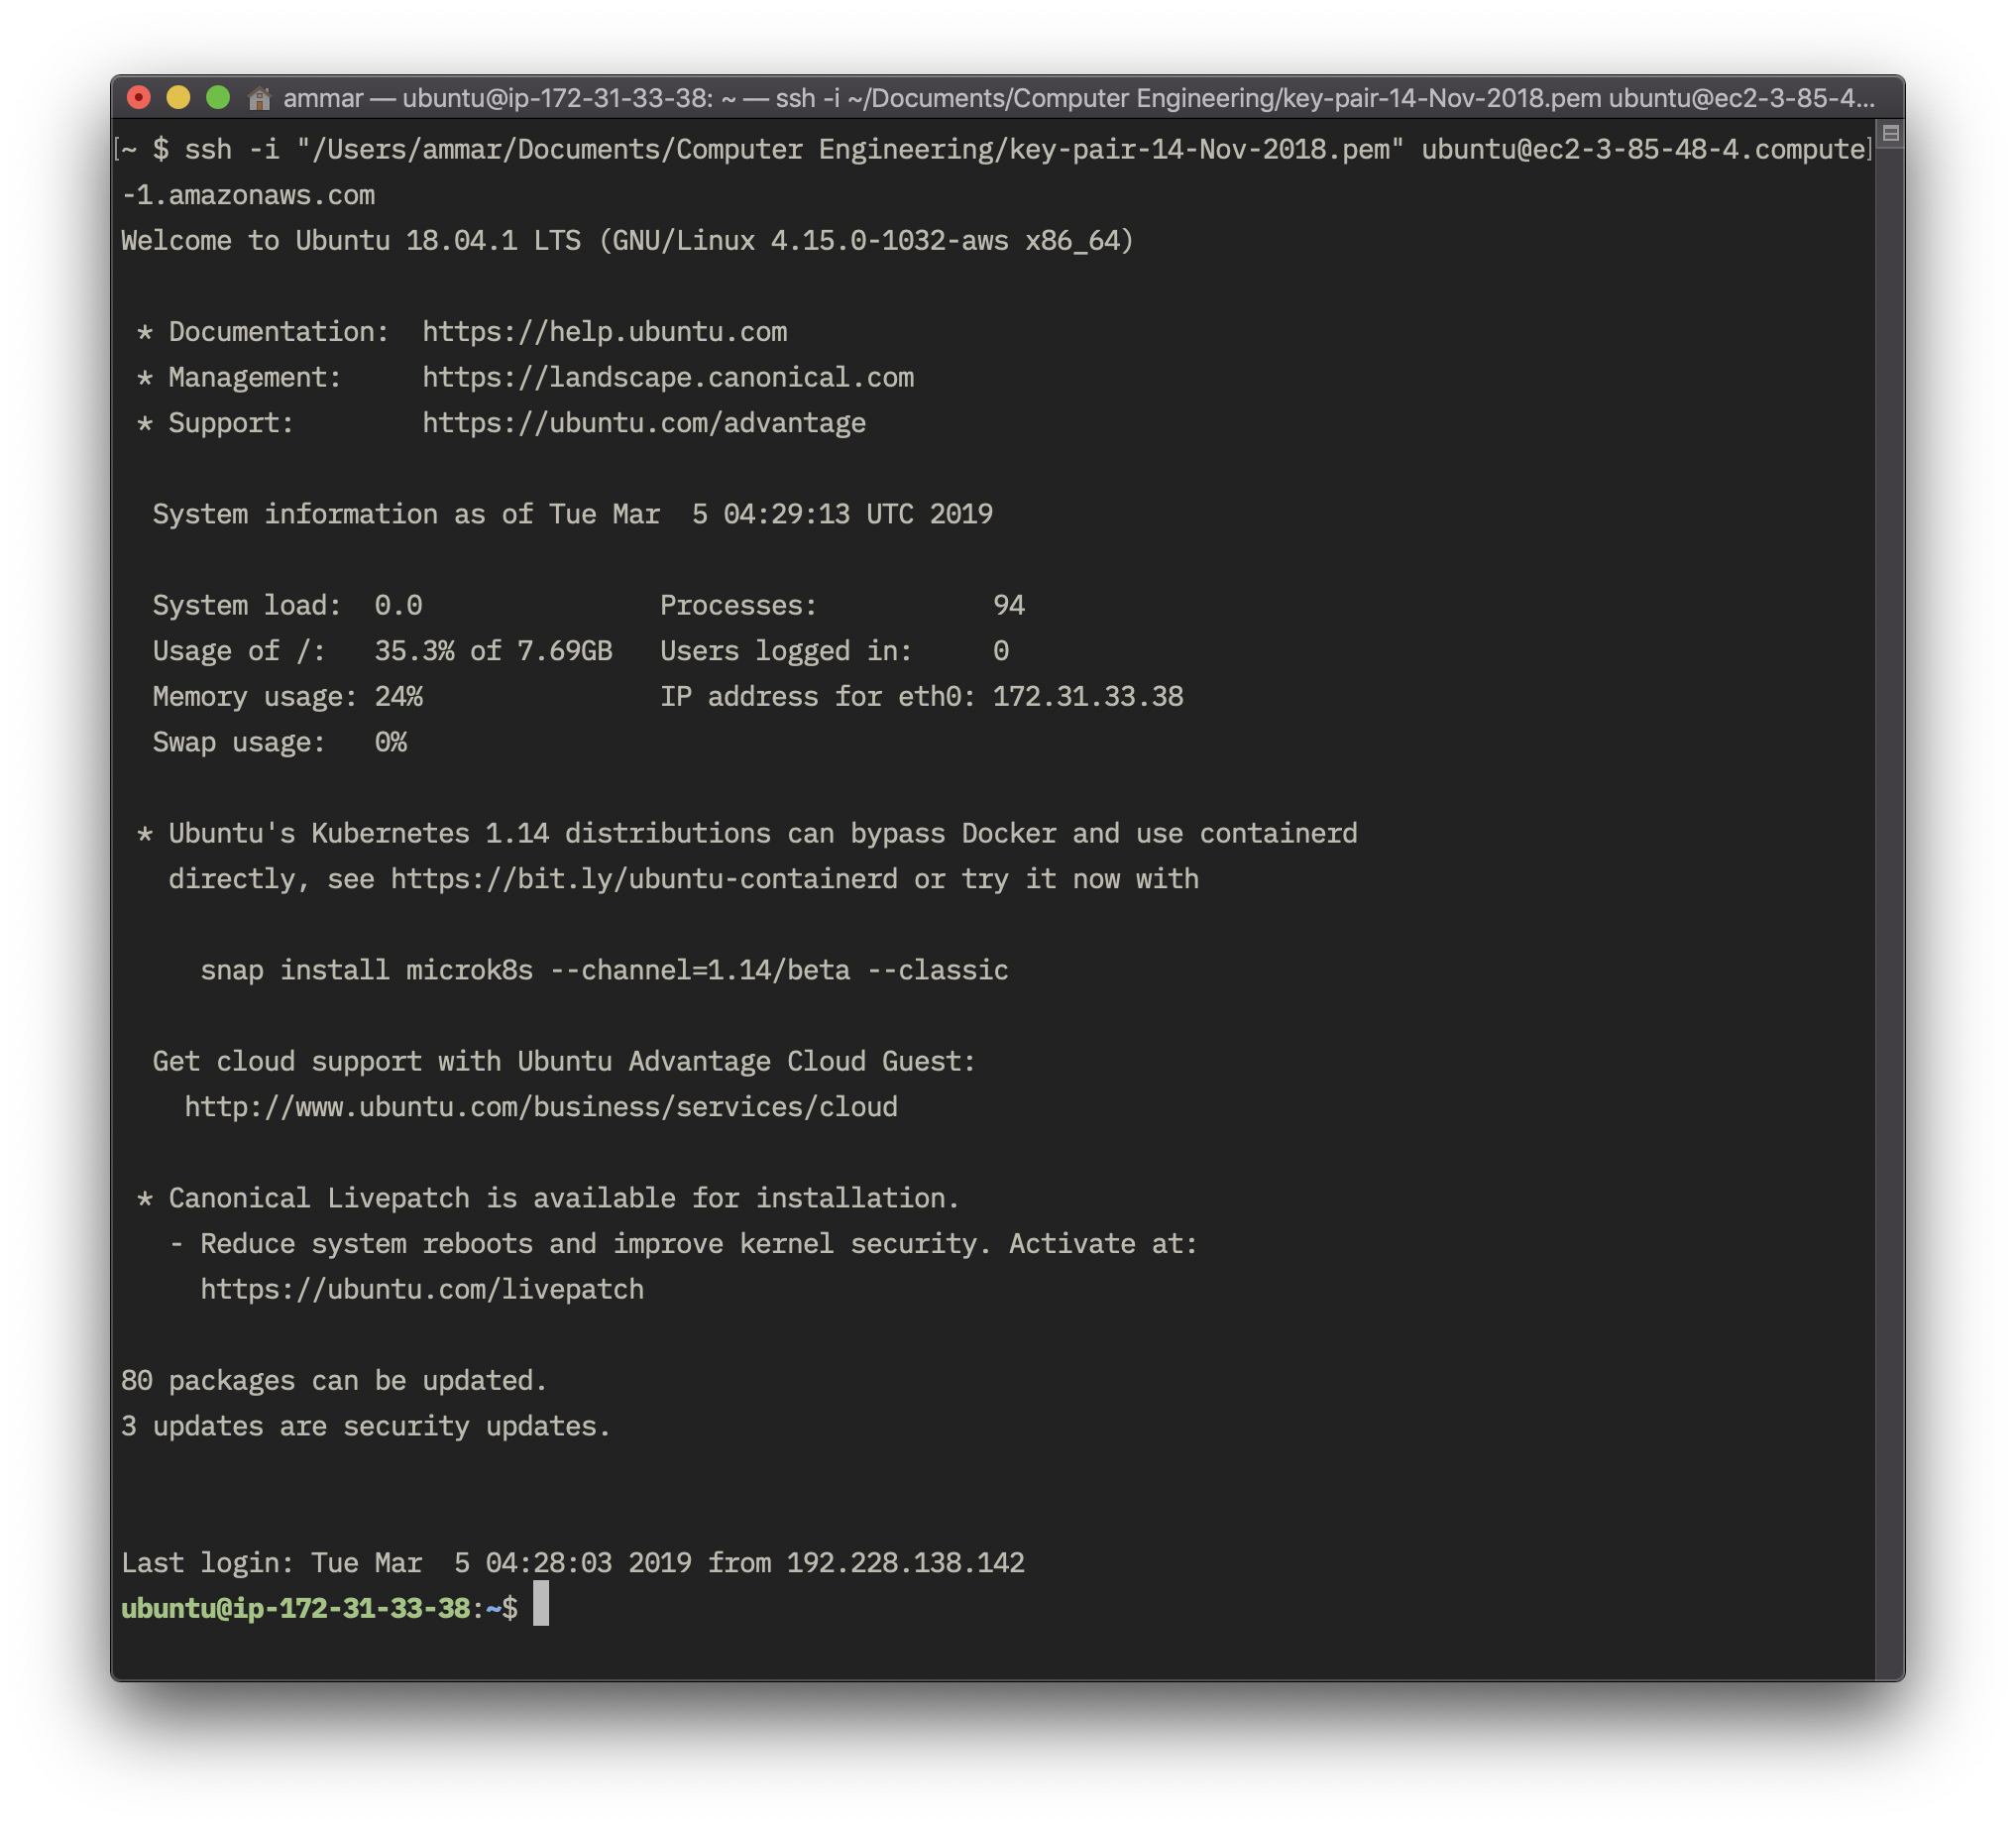 ammar — ubuntu@ip-172-31-33-38: ~ — ssh -i ~/Documents/Computer Engineering/key-pair-14-Nov-2018.pem ubuntu@ec2-3-85-4...
[~ $ ssh -i "/Users/ammar/Documents/Computer Engineering/key-pair-14-Nov-2018.pem" ubuntu@ec2-3-85-48-4.compute]
-1.amazonaws.com
Welcome to Ubuntu 18.04.1 LTS (GNU/Linux 4.15.0-1032-aws x86_64)

 * Documentation:  https://help.ubuntu.com
 * Management:     https://landscape.canonical.com
 * Support:        https://ubuntu.com/advantage

  System information as of Tue Mar  5 04:29:13 UTC 2019

  System load:  0.0               Processes:           94
  Usage of /:   35.3% of 7.69GB   Users logged in:     0
  Memory usage: 24%               IP address for eth0: 172.31.33.38
  Swap usage:   0%

 * Ubuntu's Kubernetes 1.14 distributions can bypass Docker and use containerd
   directly, see https://bit.ly/ubuntu-containerd or try it now with

     snap install microk8s --channel=1.14/beta --classic

  Get cloud support with Ubuntu Advantage Cloud Guest:
    http://www.ubuntu.com/business/services/cloud

 * Canonical Livepatch is available for installation.
   - Reduce system reboots and improve kernel security. Activate at:
     https://ubuntu.com/livepatch

80 packages can be updated.
3 updates are security updates.

Last login: Tue Mar  5 04:28:03 2019 from 192.228.138.142
ubuntu@ip-172-31-33-38:~$